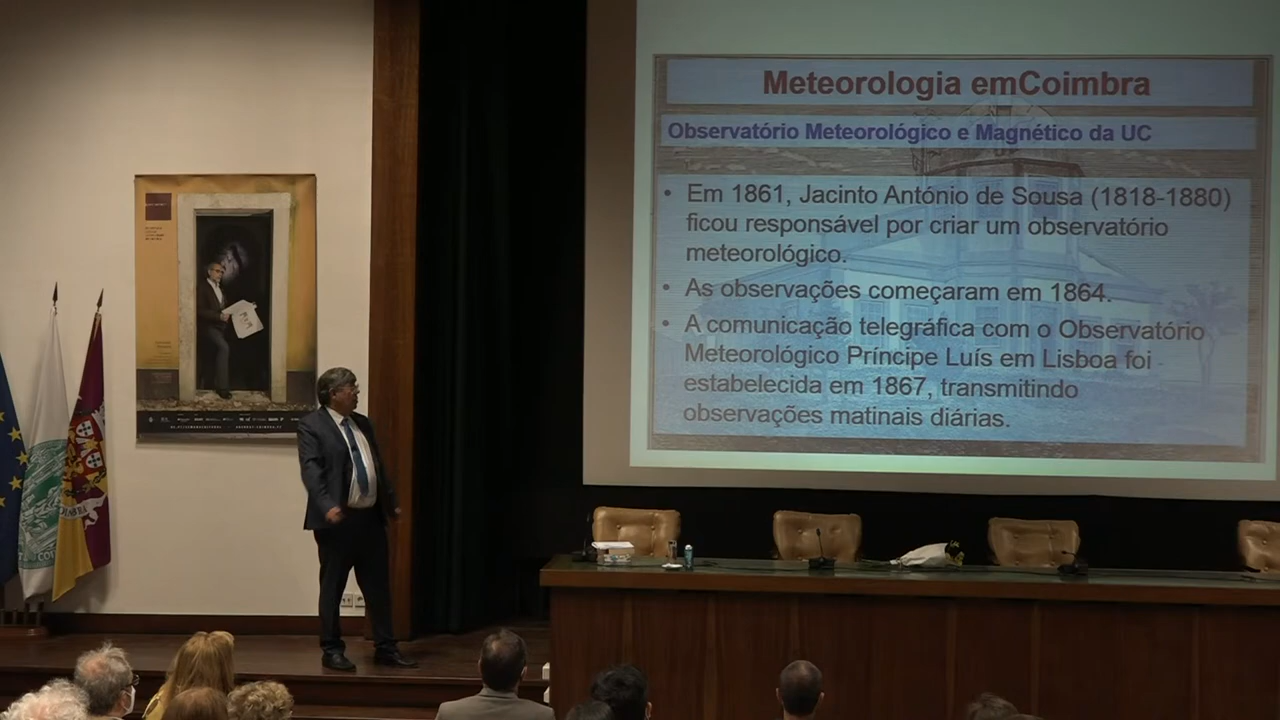 Meteorologia emCoimbra
Observatório Meteorológico e Magnético da UC
• Em 1861, Jacinto António de Sousa (1818-1880)
ficou responsável por criar um observatório
meteorológico.
• As observações começaram em 1864.
• A comunicação telegráfica com o Observatório
Meteorológico Príncipe Luís em Lisboa foi
estabelecida em 1867, transmitindo
observações matinais diárias.